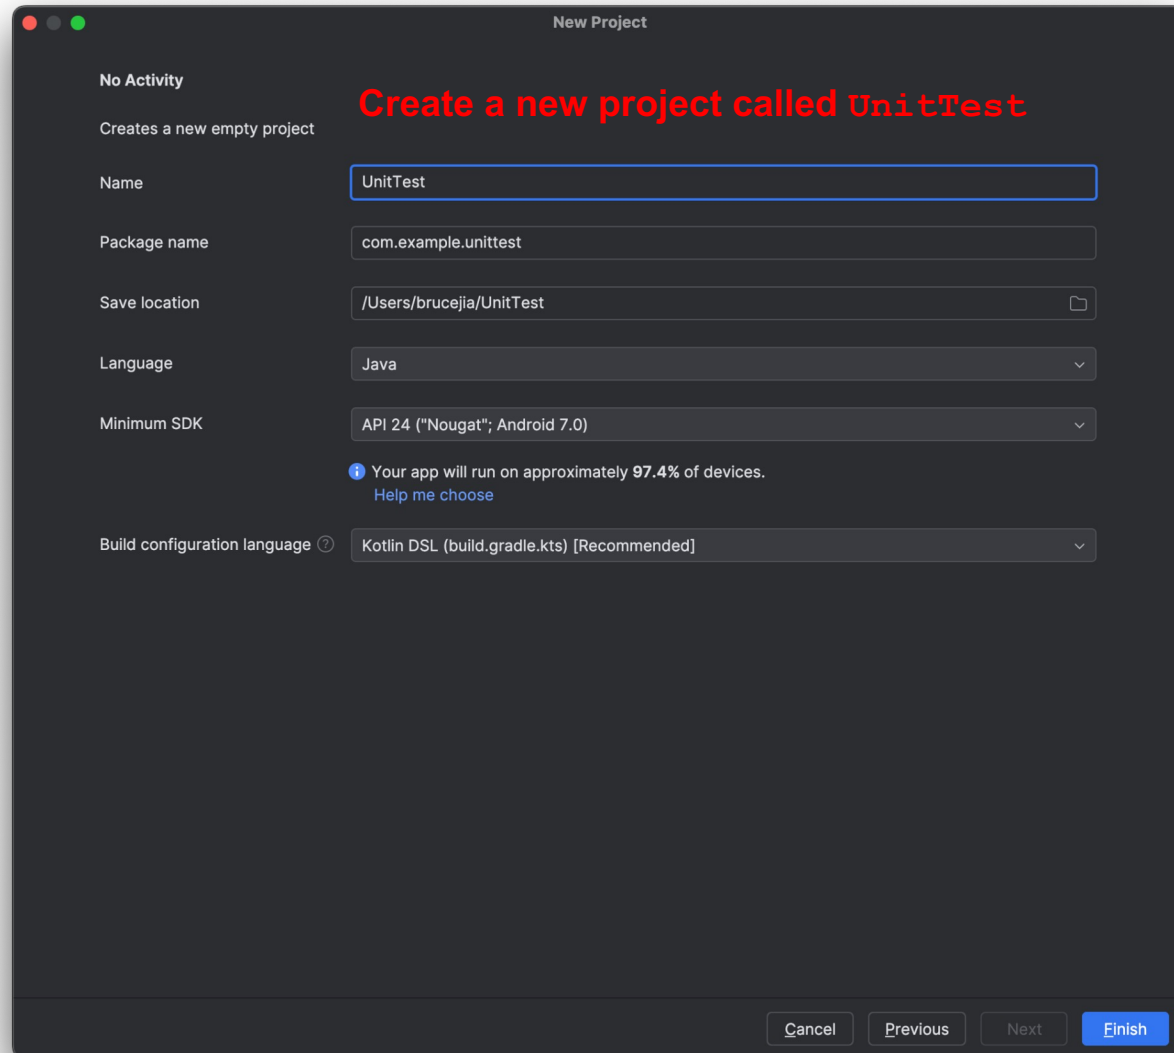 New Project
No Activity
Create a new project called UnitTest
Creates a new empty project
Name
UnitTest
Package name
com.example.unittest
Save location
/Users/brucejia/UnitTest
Language
Java
Minimum SDK
API 24 ("Nougat"; Android 7.0)
Your app will run on approximately 97.4% of devices.
Help me choose
Build configuration language
Kotlin DSL (build.gradle.kts) [Recommended]
Cancel
Previous
Next
Finish